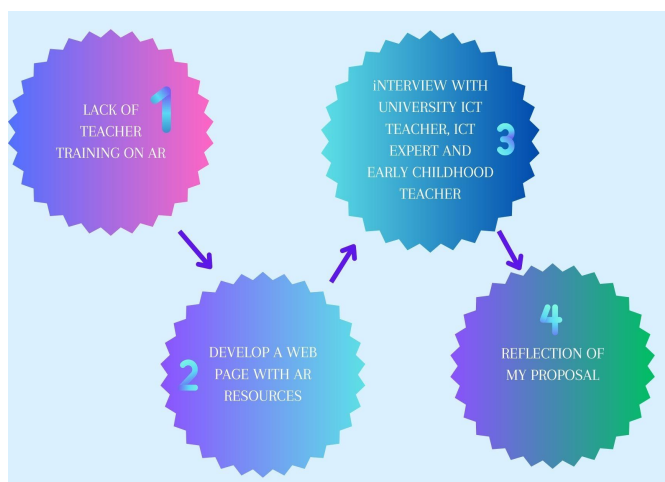 1
LACK OF
TEACHER
TRAINING ON AR
2
DEVELOP A WEB
PAGE WITH AR
RESOURCES
3
iNTERVIEW WITH
UNIVERSITY ICT
TEACHER, ICT
EXPERT AND
EARLY CHILDHOOD
TEACHER
4
REFLECTION OF
MY PROPOSAL